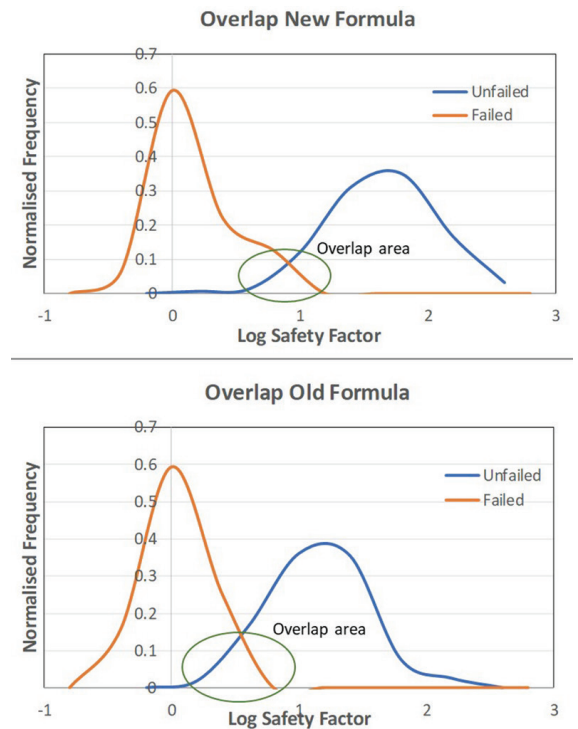 Overlap New Formula
Normalised Frequency
0.7
0.6
0.5
0.4
0.3
0.2
0.1
0
Unfailed
Failed
Overlap area
-1 0 1 2 3
Log Safety Factor
Overlap Old Formula
Normalised Frequency
0.7
0.6
0.5
0.4
0.3
0.2
0.1
0
Unfailed
Failed
Overlap area
-1 0 1 2 3
Log Safety Factor